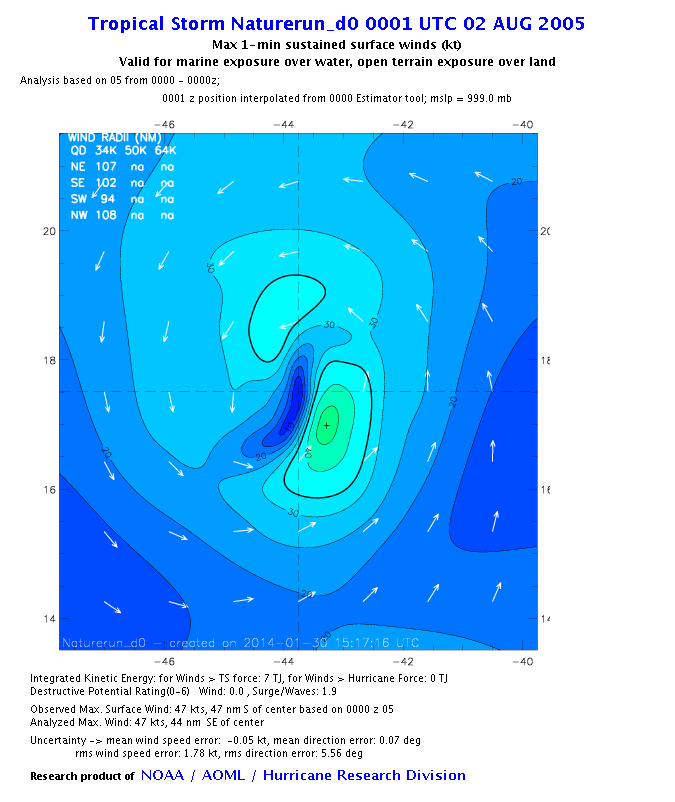 Tropical Storm Naturerun_d0 0001 UTC 02 AUG 2005
Max 1-min sustained surface winds (kt)
Valid for marine exposure over water, open terrain exposure over land
Analysis based on 05 from 0000 - 0000z;
0001 z position interpolated from 0000 Estimator tool; mslp = 999.0 mb
-46 -44 -42 -40
WIND RADII (NM)
QD 34K 50K 64K
NE 107 na na
SE 102 na na
SW 94 na na
NW 108 na na
20
20 20
30
30 30
18 18
20
10
20 20
16 16
30
20
14 14
20
Naturerun_d0 - created on 2014-01-30 15:17:16 UTC
-46 -44 -42 -40
Integrated Kinetic Energy: for Winds > TS force: 7 TJ, for Winds > Hurricane Force: 0 TJ
Destructive Potential Rating(0-6) Wind: 0.0 , Surge/Waves: 1.9
Observed Max. Surface Wind: 47 kts, 47 nm S of center based on 0000 z 05
Analyzed Max. Wind: 47 kts, 44 nm SE of center
Uncertainty -> mean wind speed error: -0.05 kt, mean direction error: 0.07 deg
rms wind speed error: 1.78 kt, rms direction error: 5.56 deg
Research product of NOAA / AOML / Hurricane Research Division